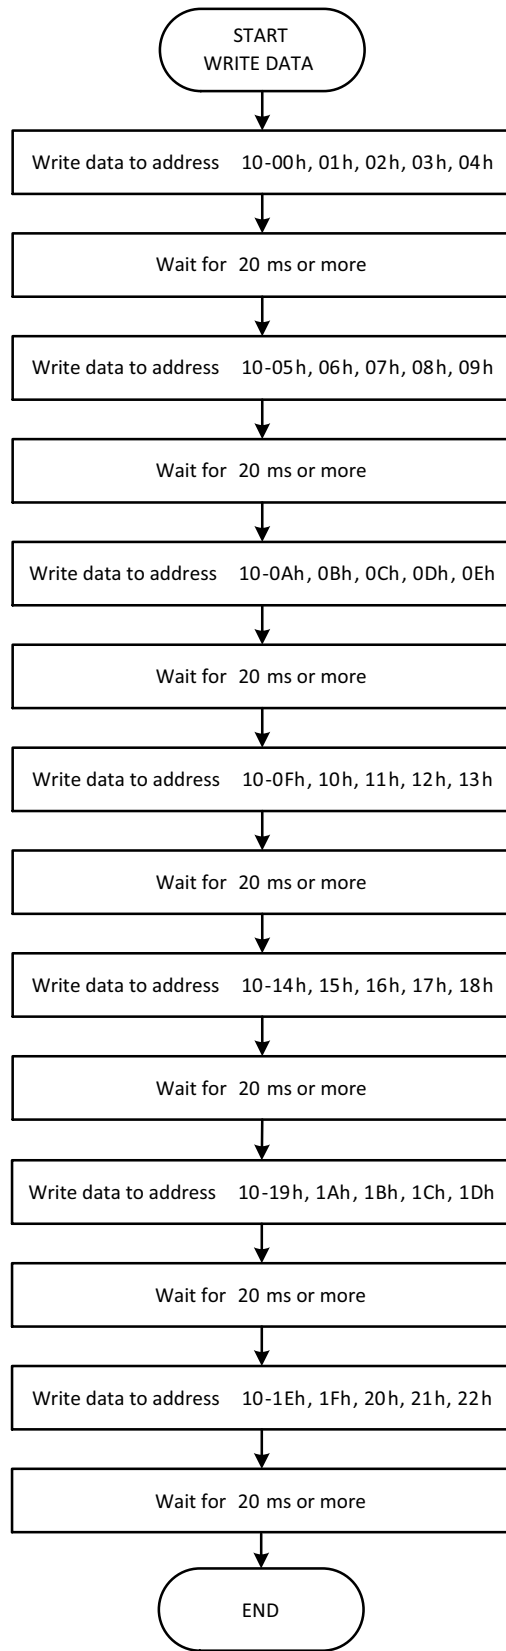 START
WRITE DATA
Write data to address 10-00h, 01h, 02h, 03h, 04h
Wait for 20 ms or more
Write data to address 10-05h, 06h, 07h, 08h, 09h
Wait for 20 ms or more
Write data to address 10-0Ah, 0Bh, 0Ch, 0Dh, 0Eh
Wait for 20 ms or more
Write data to address 10-0Fh, 10h, 11h, 12h, 13h
Wait for 20 ms or more
Write data to address 10-14h, 15h, 16h, 17h, 18h
Wait for 20 ms or more
Write data to address 10-19h, 1Ah, 1Bh, 1Ch, 1Dh
Wait for 20 ms or more
Write data to address 10-1Eh, 1Fh, 20h, 21h, 22h
Wait for 20 ms or more
END